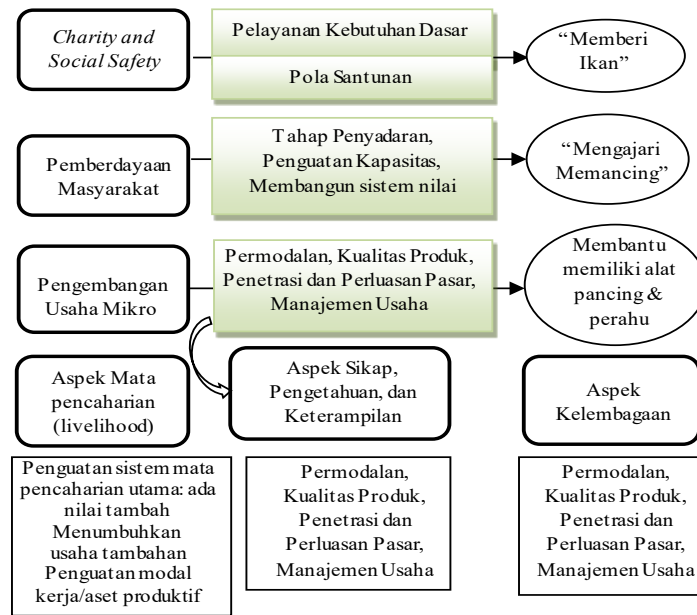 Charity and
Social Safety
Pelayanan Kebutuhan Dasar
Pola Santunan
“Memberi
Ikan”
Pemberdayaan
Masyarakat
Tahap Penyadaran,
Penguatan Kapasitas,
Membangun sistem nilai
“Mengajari
Memancing”
Pengembangan
Usaha Mikro
Permodalan, Kualitas Produk,
Penetrasi dan Perluasan Pasar,
Manajemen Usaha
Membantu
memiliki alat
pancing &
perahu
Aspek Mata
pencaharian
(livelihood)
Aspek Sikap,
Pengetahuan, dan
Keterampilan
Aspek
Kelembagaan
Penguatan sistem mata
pencaharian utama: ada
nilai tambah
Menumbuhkan
usaha tambahan
Penguatan modal
kerja/aset produktif
Permodalan,
Kualitas Produk,
Penetrasi dan
Perluasan Pasar,
Manajemen Usaha
Permodalan,
Kualitas Produk,
Penetrasi dan
Perluasan Pasar,
Manajemen Usaha